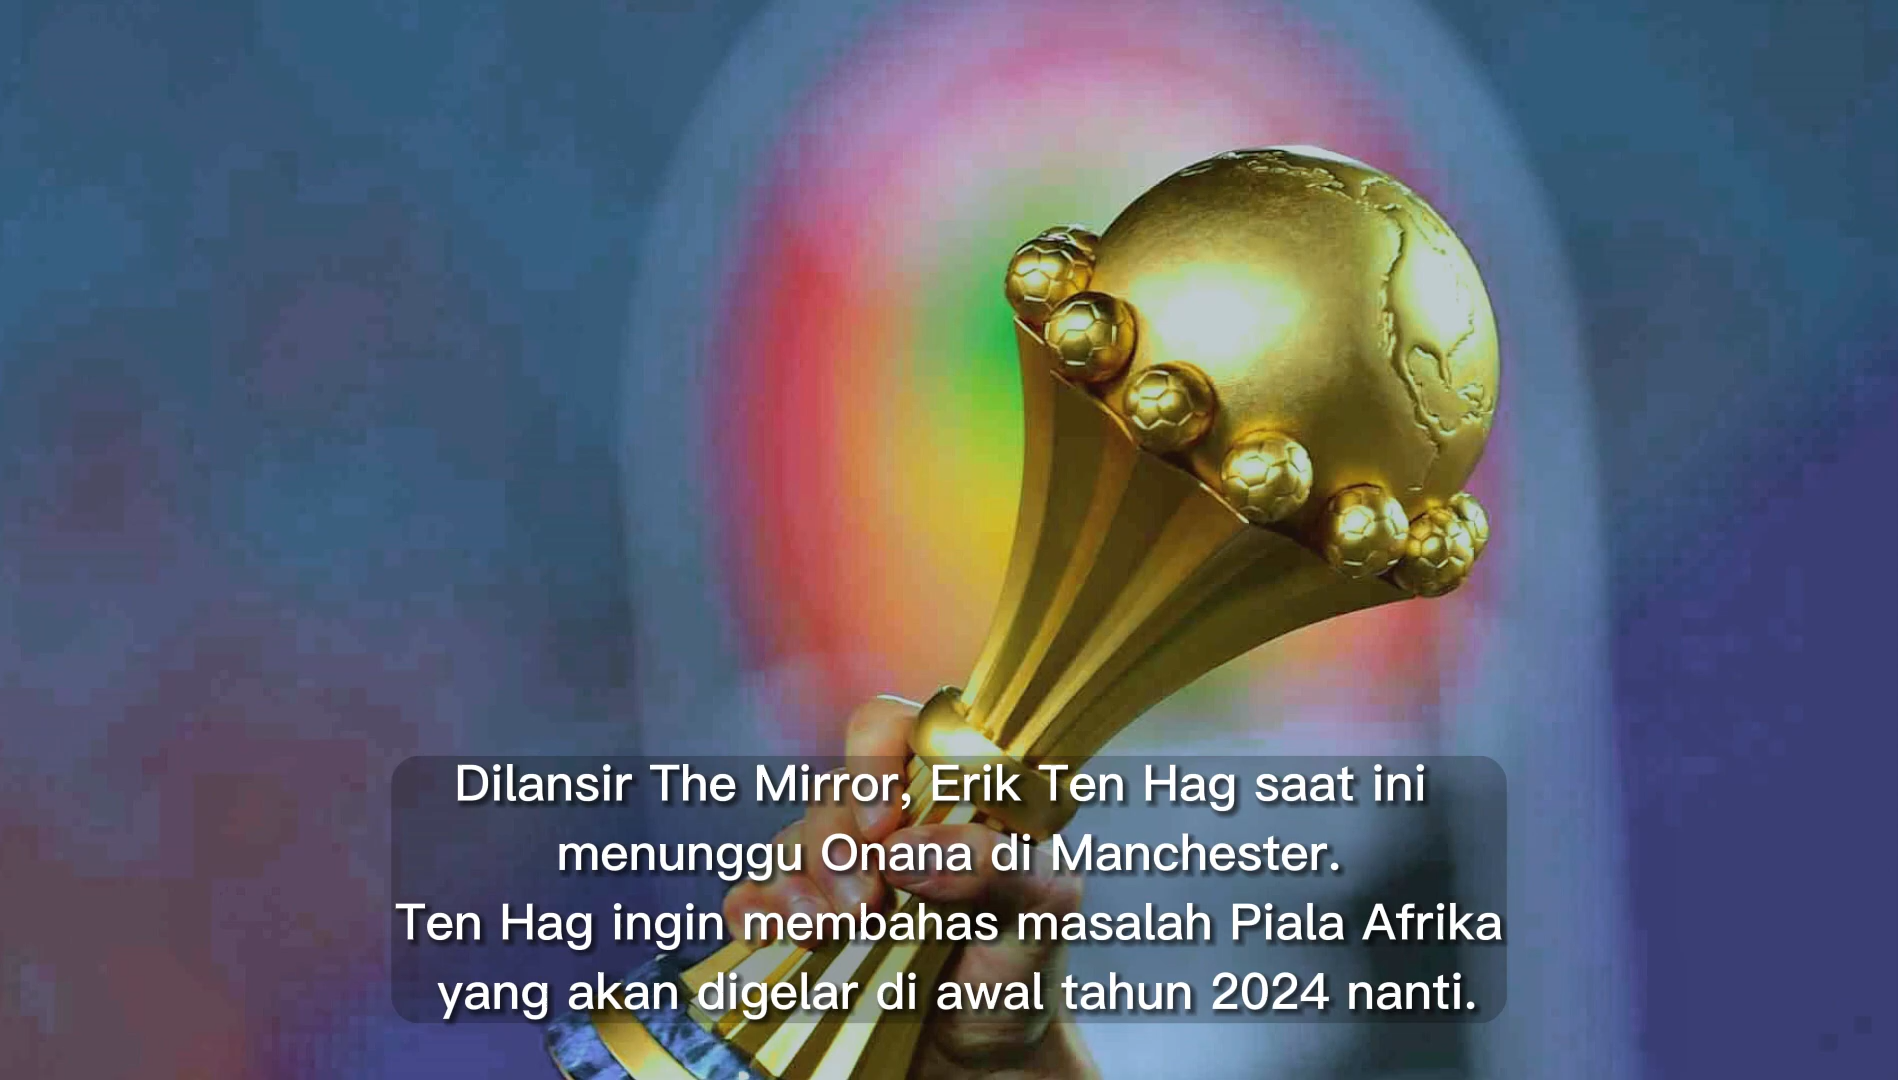 Dilansir The Mirror, Erik Ten Hag saat ini
menunggu Onana di Manchester.
Ten Hag ingin membahas masalah Piala Afrika
yang akan digelar di awal tahun 2024 nanti.